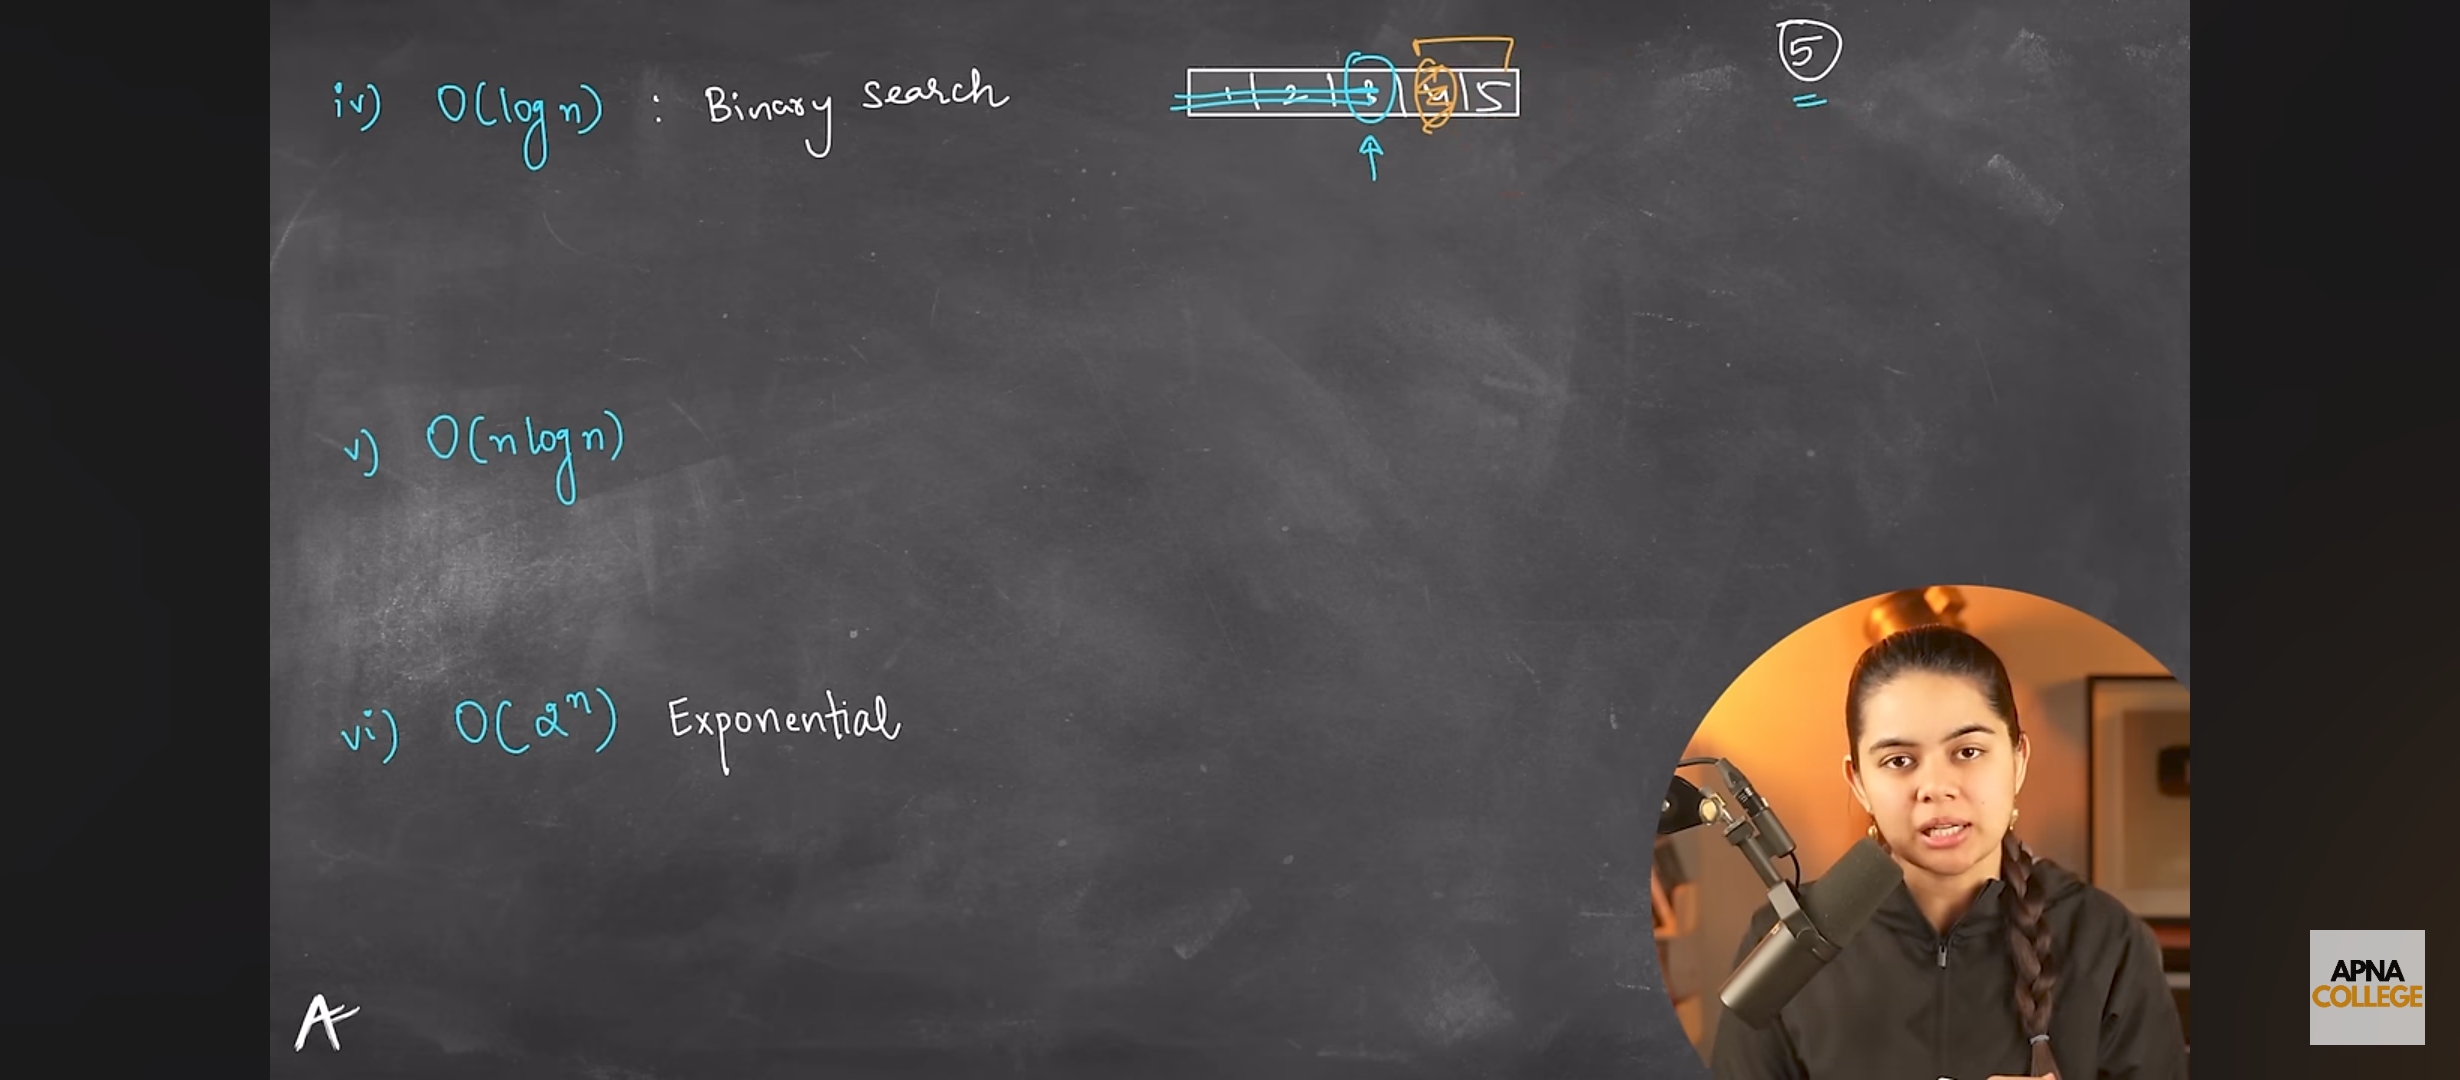 iv) O(log n) : Binary search 1 | 2 | 3 | 4 | 5 5
v) O(n log n)
vi) O(2ⁿ) Exponential
A
APNA
COLLEGE